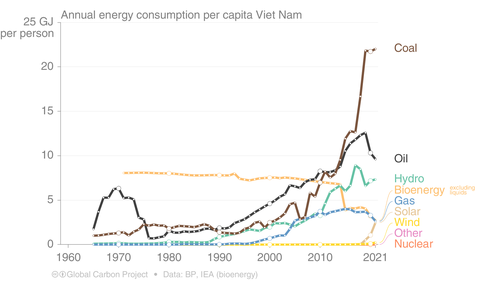 Annual energy consumption per capita Viet Nam
25 GJ
per person
20
15
10
5
0
1960
1970
1980
1990
2000
2010
2021
Coal
Oil
Hydro
Bioenergy excluding
liquids
Gas
Solar
Wind
Other
Nuclear
Global Carbon Project • Data: BP, IEA (bioenergy)